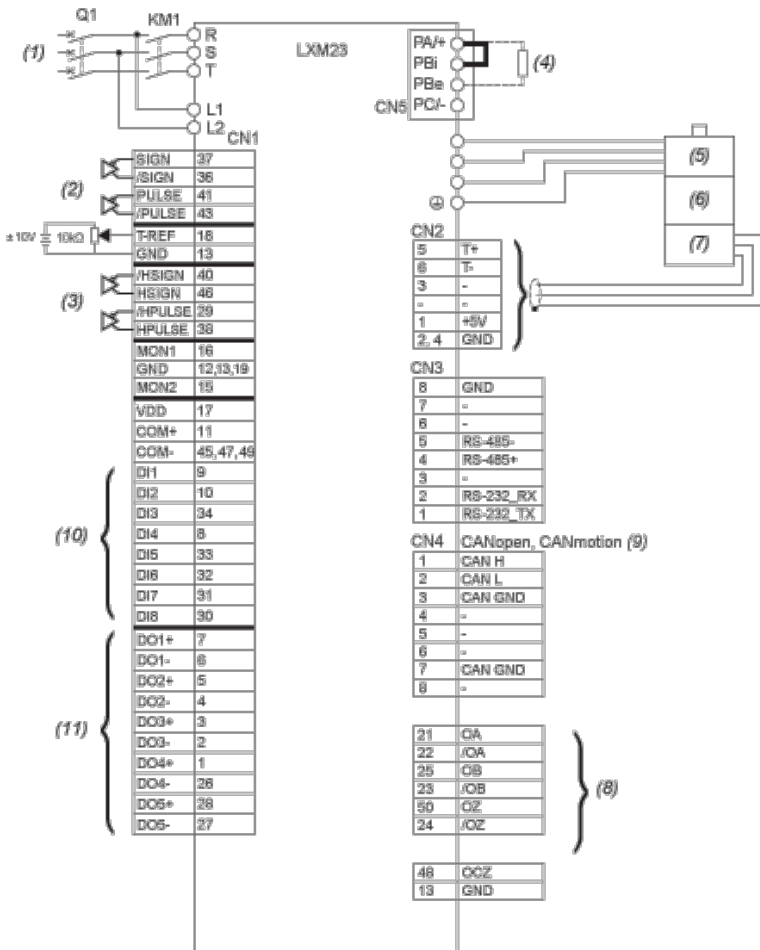 Q1
KM1
(1)
R
S
T
L1
L2
LXM23
CN1
SIGN 37
/SIGN 36
PULSE 41
/PULSE 43
T-REF 18
GND 13
/HSIGN 40
HSIGN 46
/HPULSE 29
HPULSE 38
MON1 16
GND 12,13,19
MON2 15
VDD 17
COM+ 11
COM- 45,47,49
DI1 9
DI2 10
DI3 34
DI4 8
DI5 33
DI6 32
DI7 31
DI8 30
DO1+ 7
DO1- 6
DO2+ 5
DO2- 4
DO3+ 3
DO3- 2
DO4+ 1
DO4- 26
DO5+ 28
DO5- 27
(2)
±10V
10kΩ
(3)
(10)
(11)
CN5
PA/+
PBi
PBe
PC/-
(4)
(5)
(6)
(7)
CN2
5 T+
6 T-
3 -
- -
1 +5V
2, 4 GND
CN3
8 GND
7 -
6 -
5 RS-485-
4 RS-485+
3 -
2 RS-232_RX
1 RS-232_TX
CN4 CANopen, CANmotion (9)
1 CAN H
2 CAN L
3 CAN GND
4 -
5 -
6 -
7 CAN GND
8 -
21 OA
22 /OA
25 OB
23 /OB
50 OZ
24 /OZ
(8)
48 OCZ
13 GND